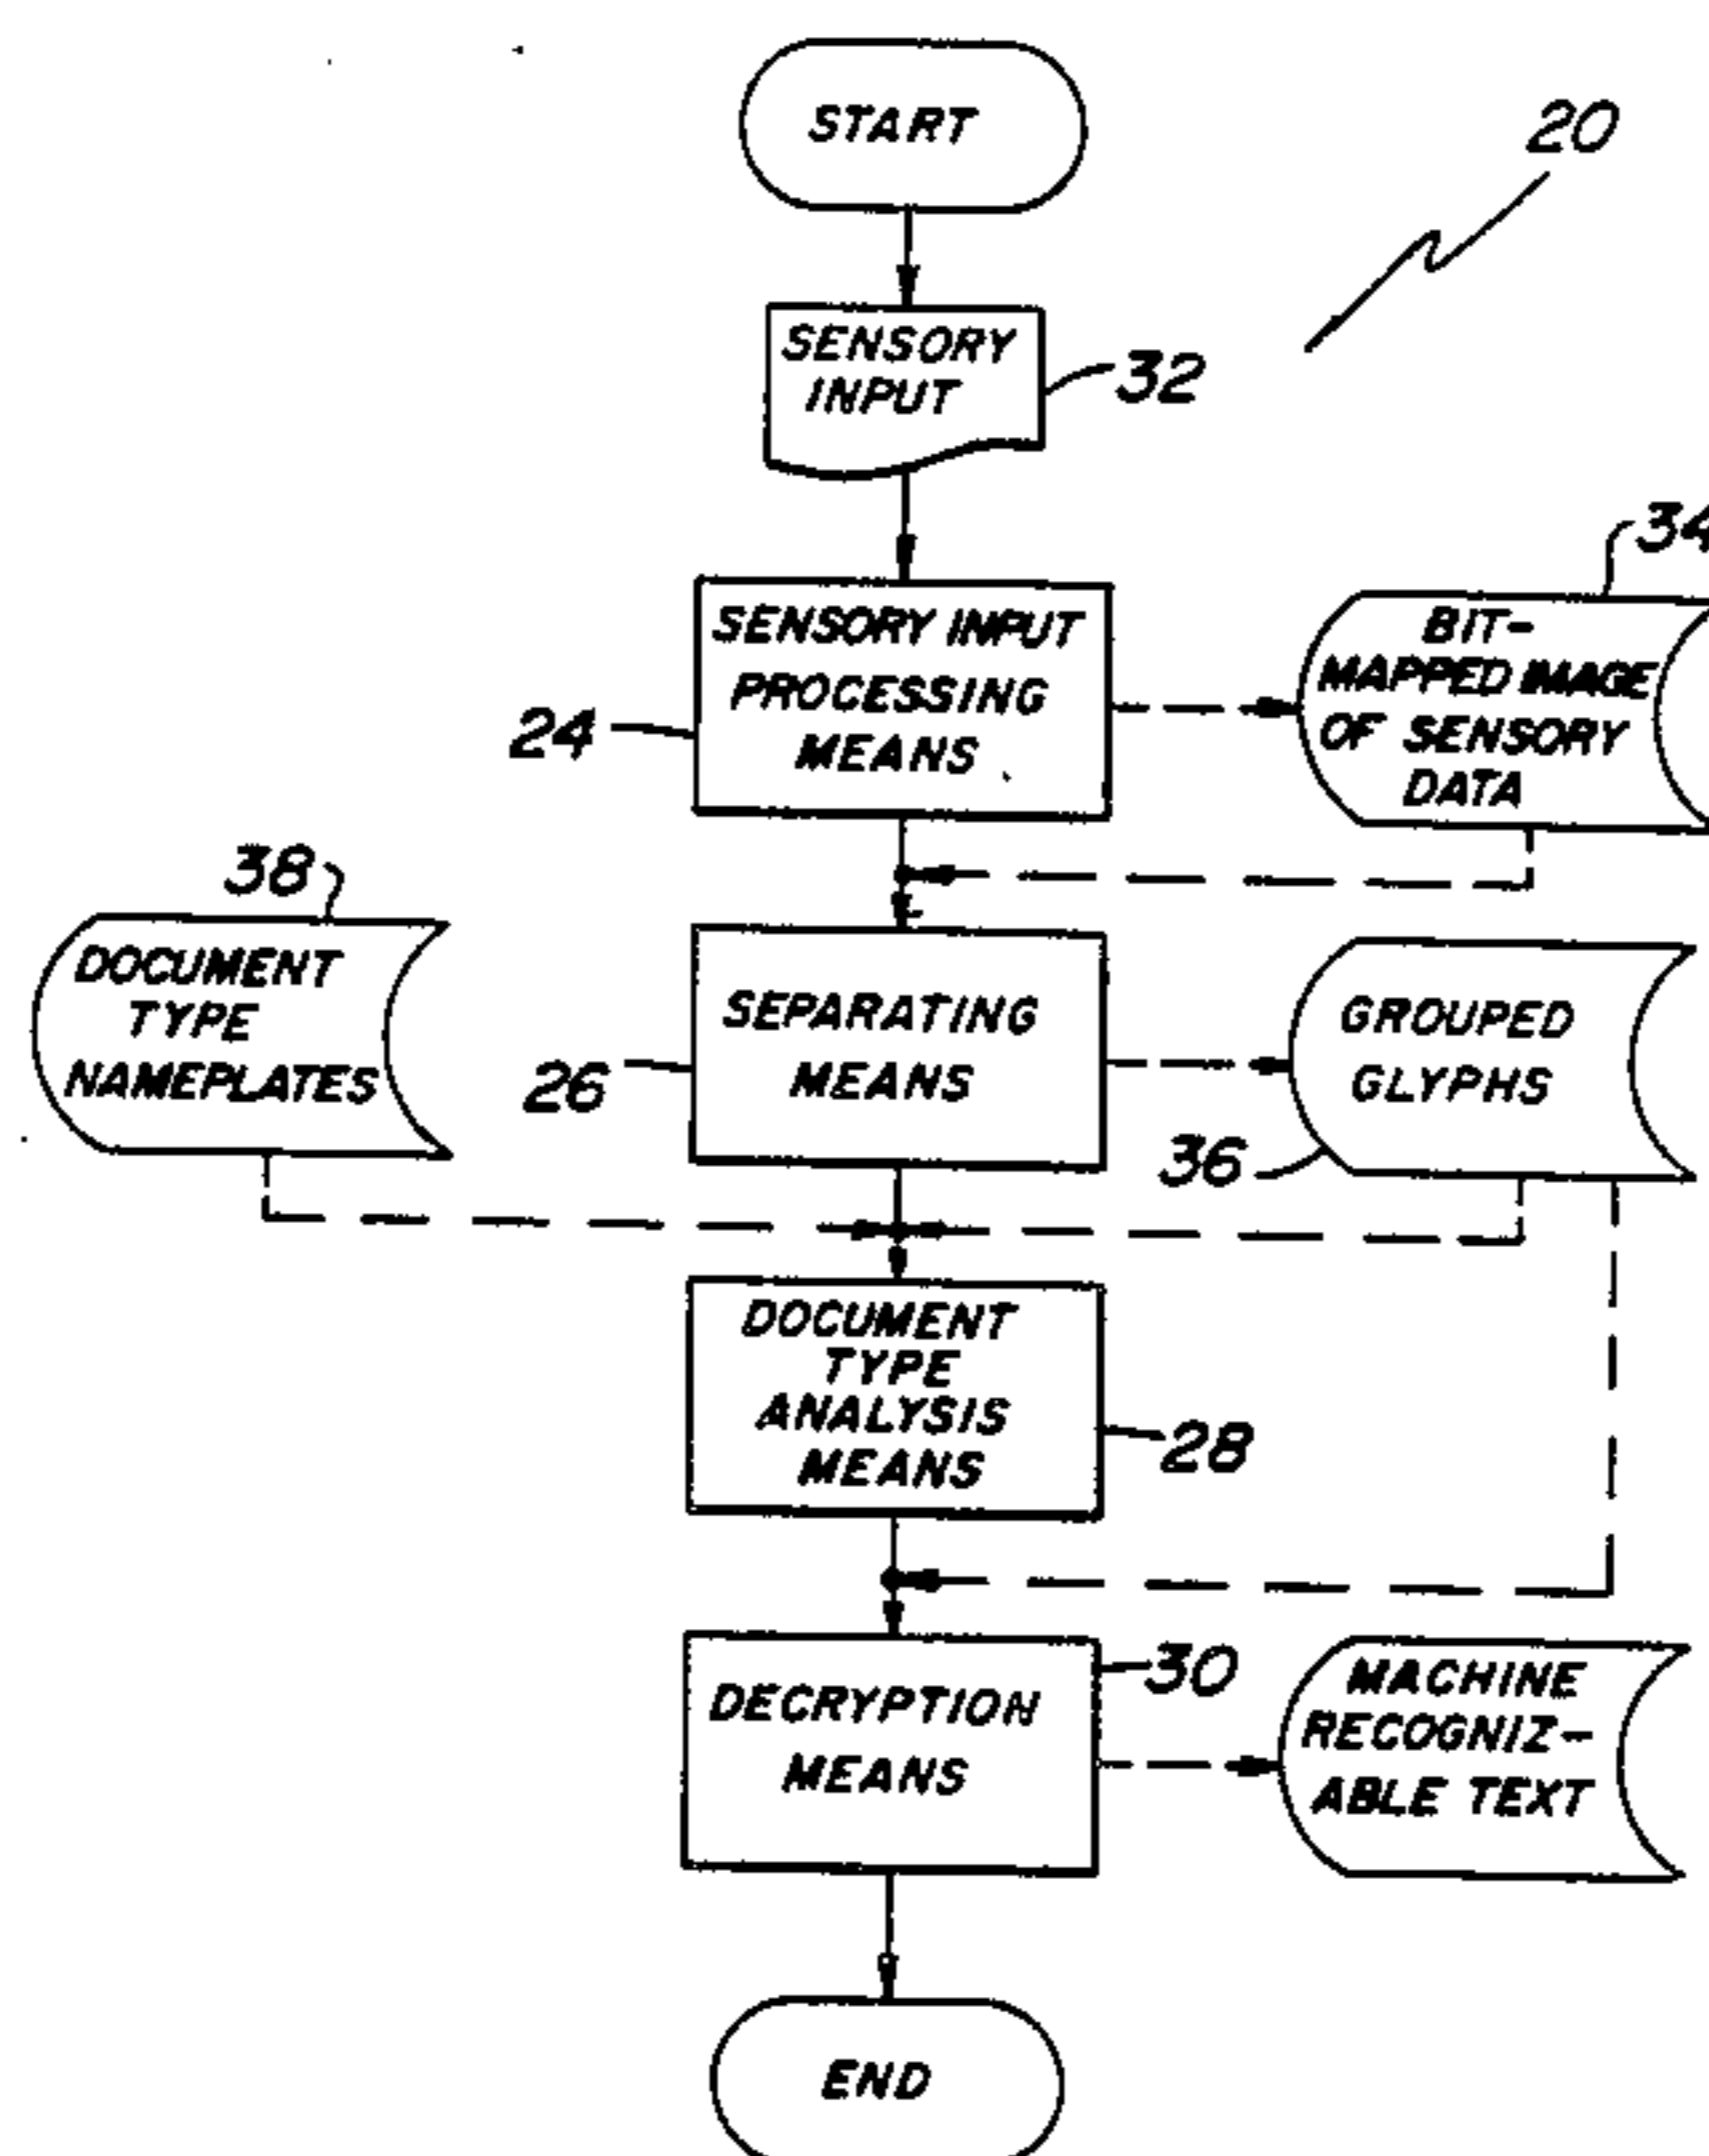 START
20
SENSORY
INPUT
32
SENSORY INPUT
PROCESSING
MEANS
24
34
BIT-
MAPPED IMAGE
OF SENSORY
DATA
38
DOCUMENT
TYPE
NAMEPLATES
SEPARATING
MEANS
26
GROUPED
GLYPHS
36
DOCUMENT
TYPE
ANALYSIS
MEANS
28
DECRYPTION
MEANS
30
MACHINE
RECOGNIZ-
ABLE TEXT
END